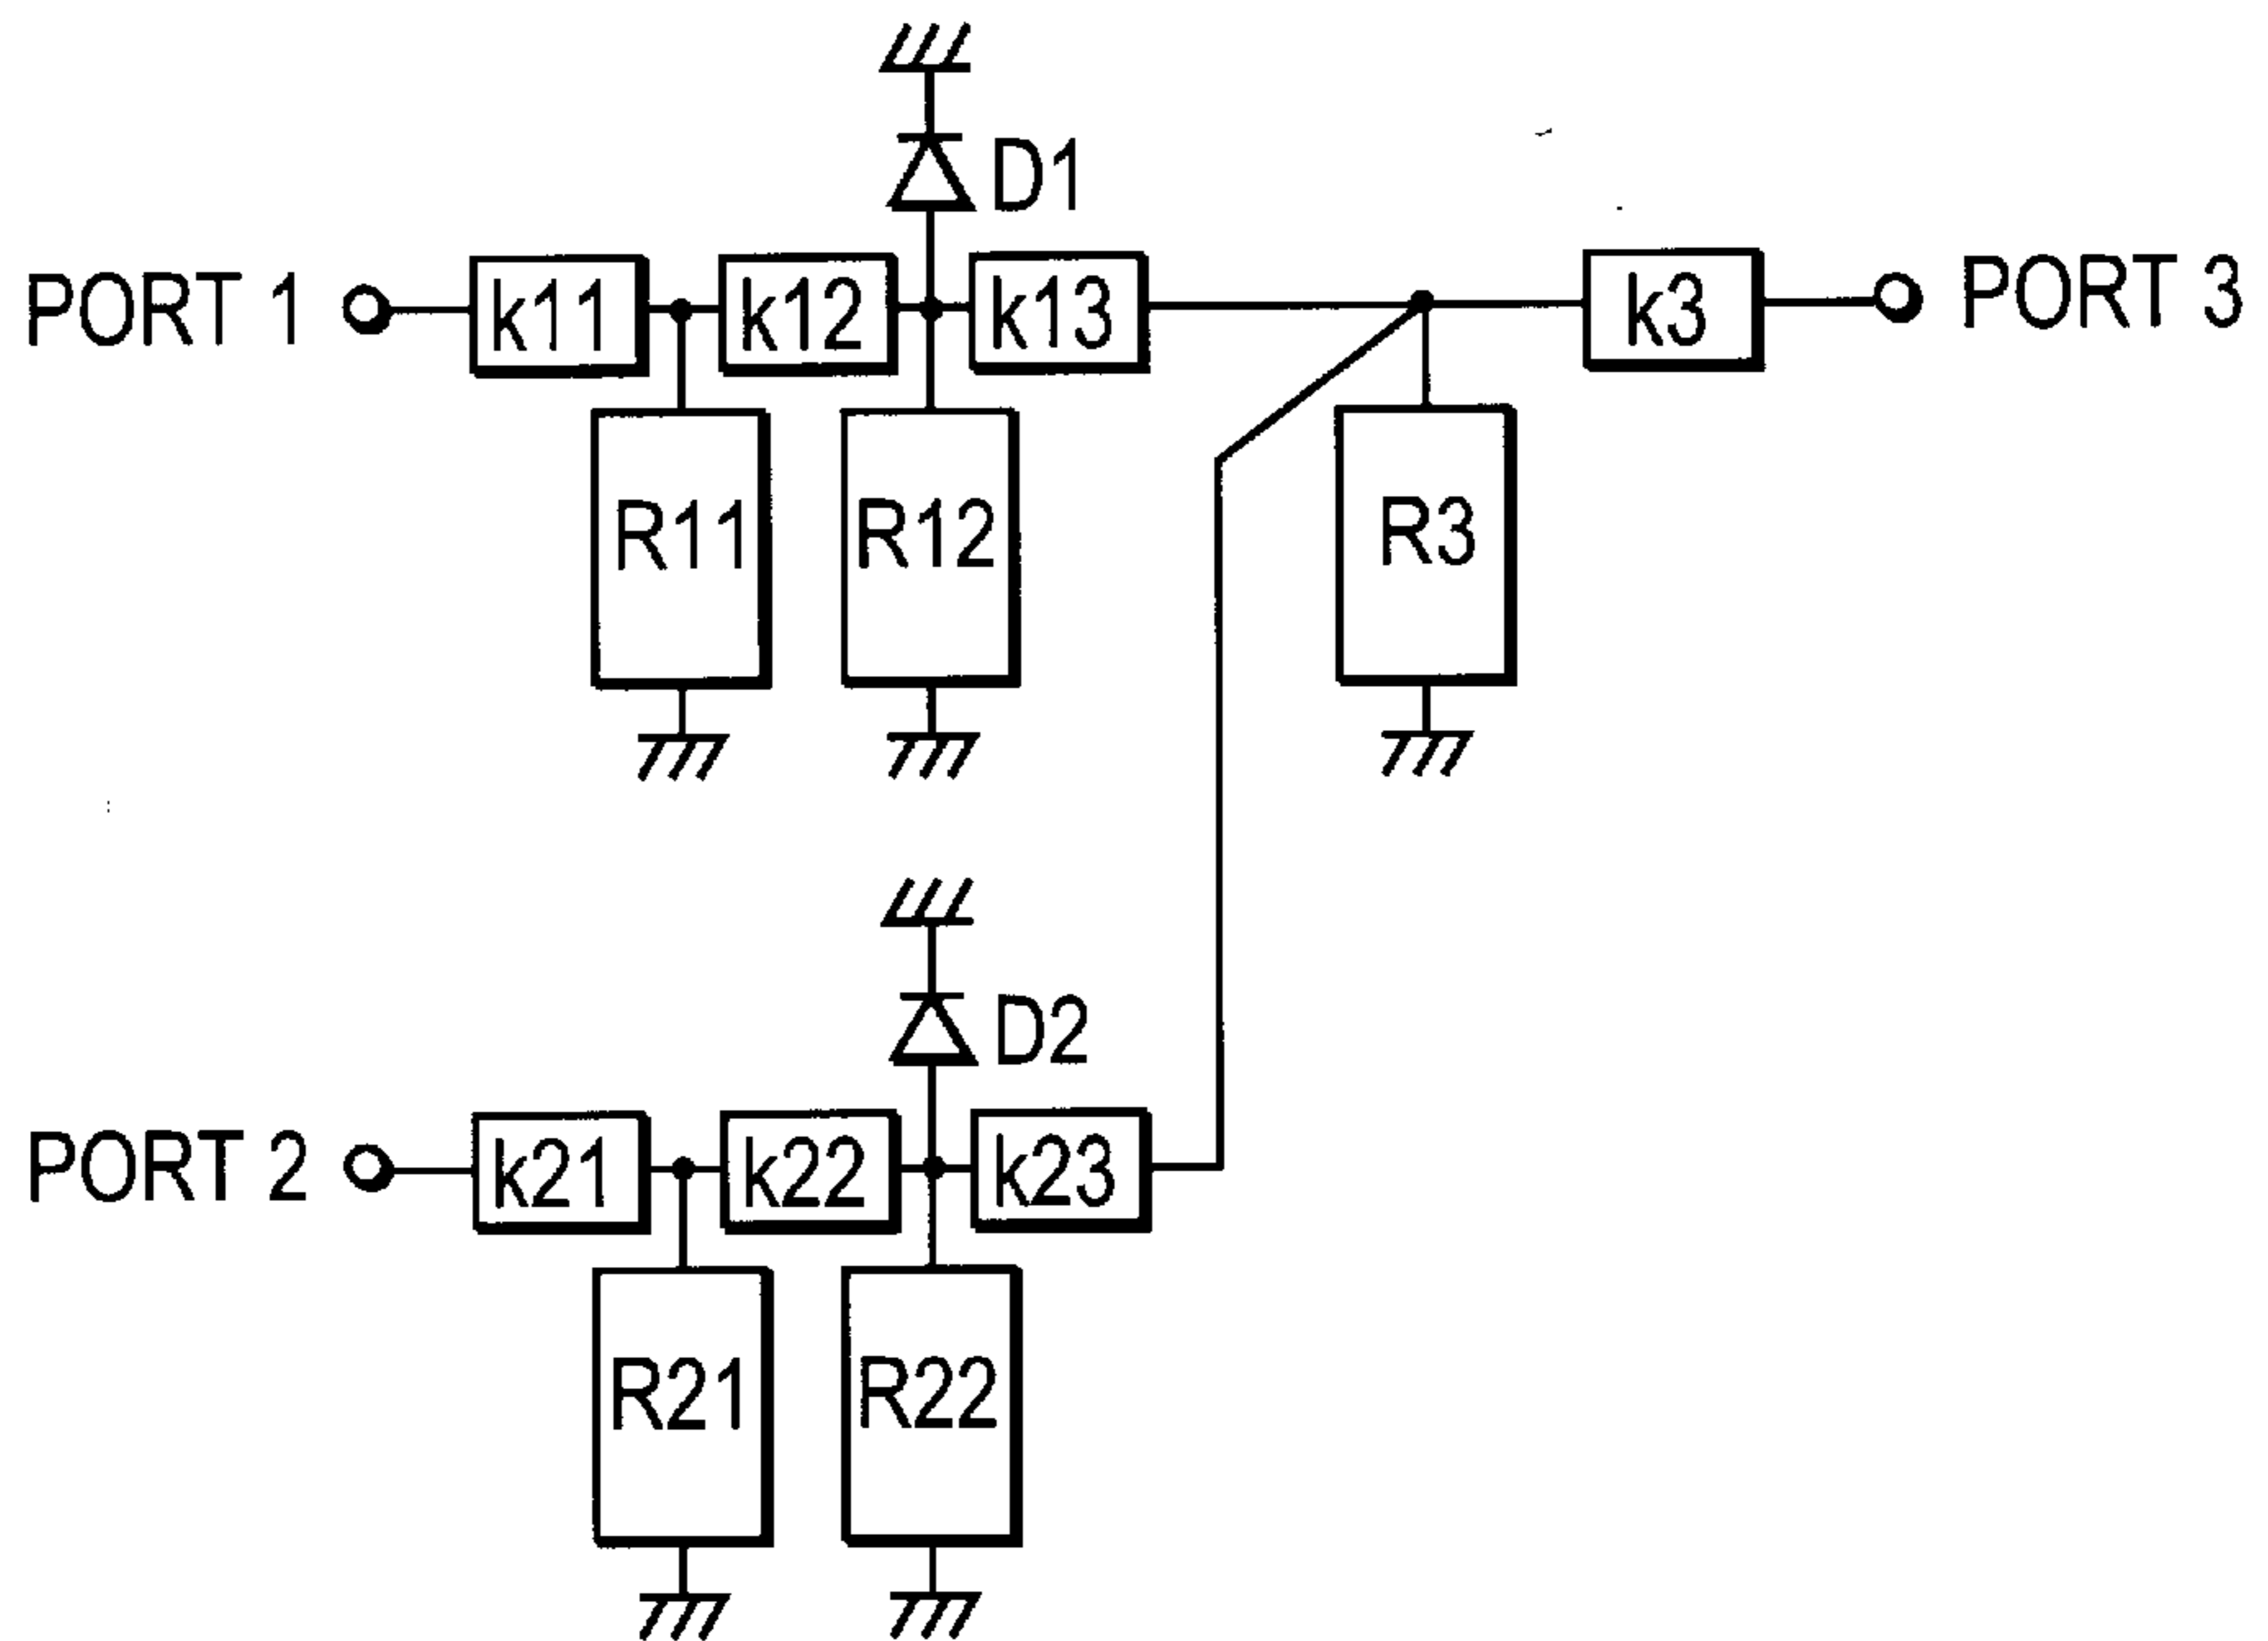 D1
PORT 1 k11 k12 k13 k3 PORT 3
R11 R12 R3
D2
PORT 2 k21 k22 k23
R21 R22